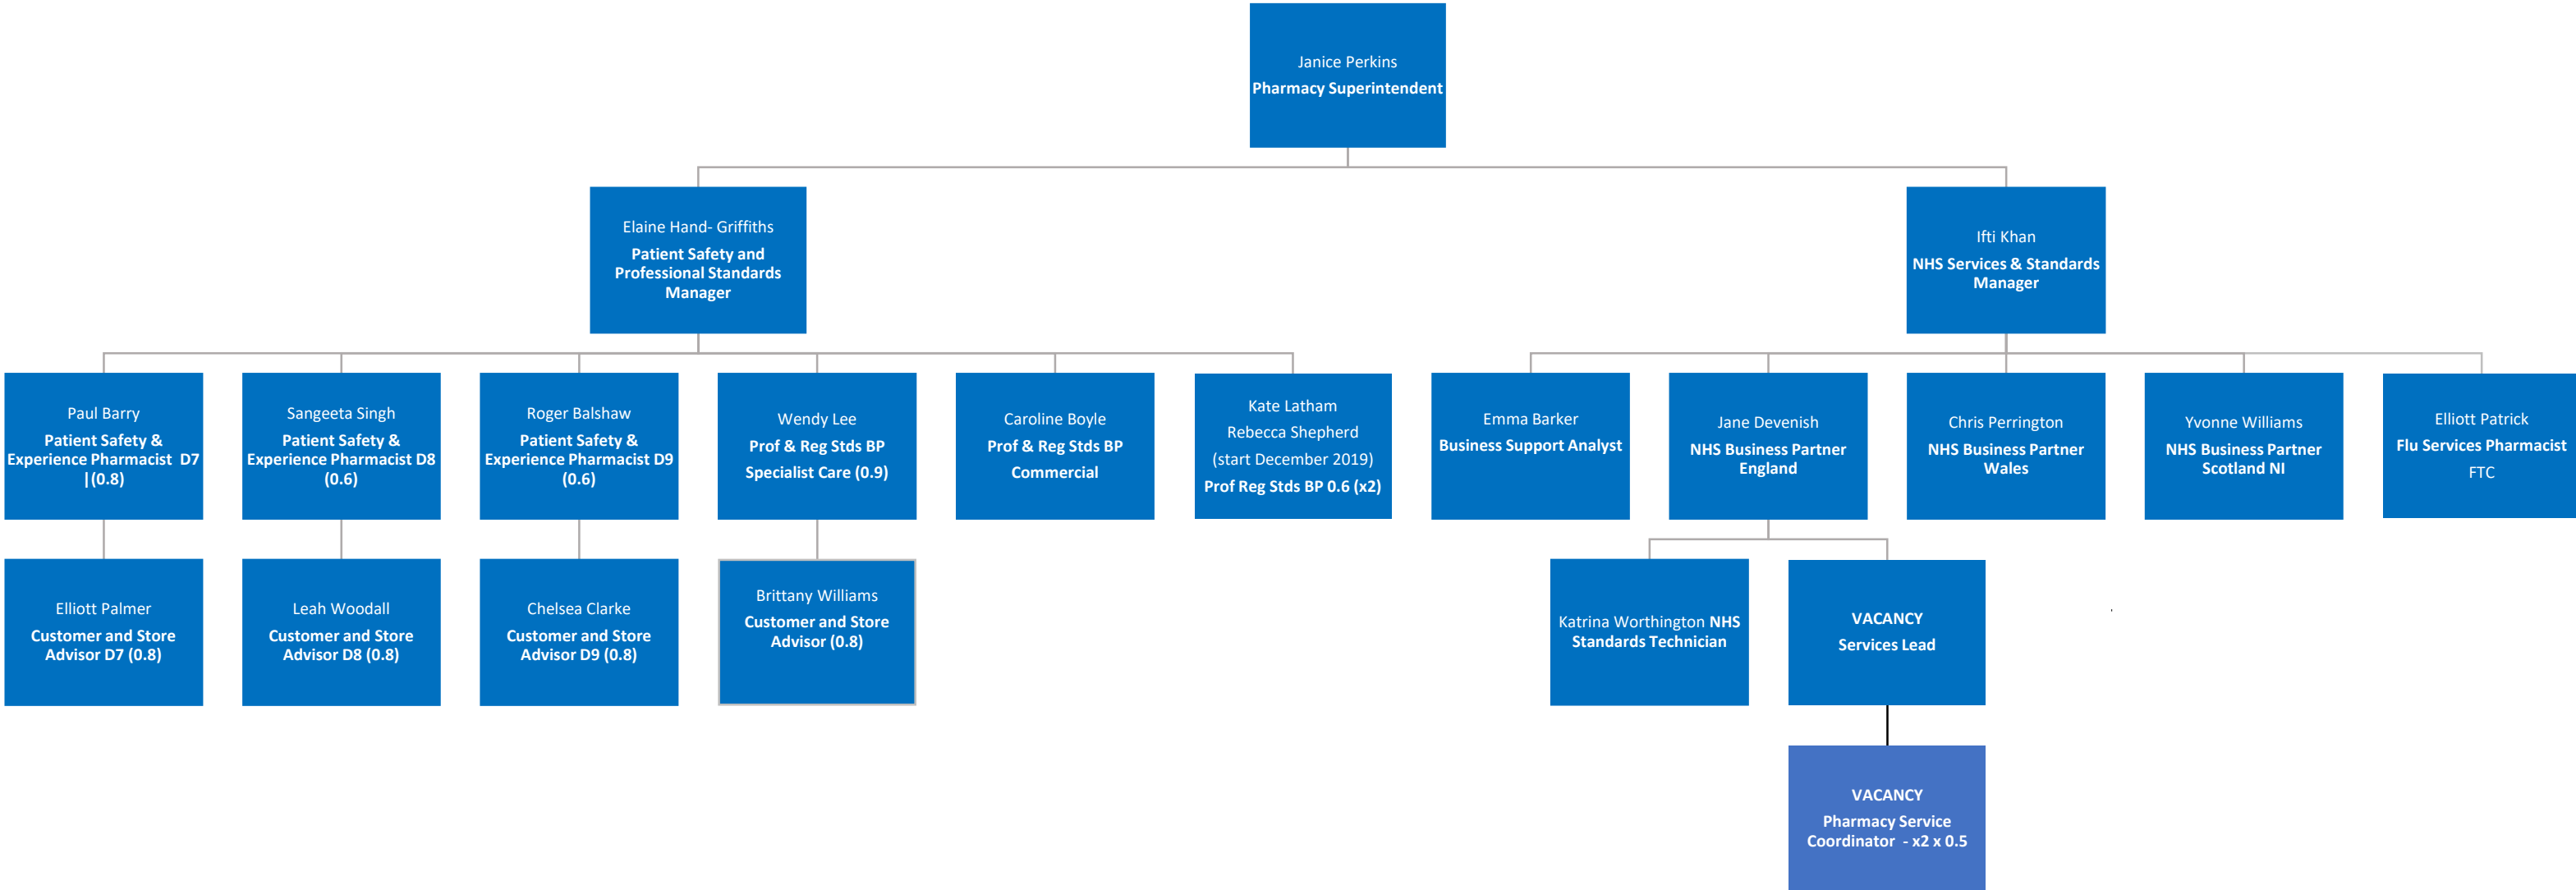 Janice Perkins
Pharmacy Superintendent
Elaine Hand- Griffiths
Patient Safety and
Professional Standards
Manager
Ifti Khan
NHS Services & Standards
Manager
Paul Barry
Patient Safety &
Experience Pharmacist  D7
|(0.8)
Sangeeta Singh
Patient Safety &
Experience Pharmacist D8
(0.6)
Roger Balshaw
Patient Safety &
Experience Pharmacist D9
(0.6)
Wendy Lee
Prof & Reg Stds BP
Specialist Care (0.9)
Caroline Boyle
Prof & Reg Stds BP
Commercial
Kate Latham
Rebecca Shepherd
(start December 2019)
Prof Reg Stds BP 0.6 (x2)
Emma Barker
Business Support Analyst
Jane Devenish
NHS Business Partner
England
Chris Perrington
NHS Business Partner
Wales
Yvonne Williams
NHS Business Partner
Scotland NI
Elliott Patrick
Flu Services Pharmacist
FTC
Elliott Palmer
Customer and Store
Advisor D7 (0.8)
Leah Woodall
Customer and Store
Advisor D8 (0.8)
Chelsea Clarke
Customer and Store
Advisor D9 (0.8)
Brittany Williams
Customer and Store
Advisor (0.8)
Katrina Worthington NHS
Standards Technician
VACANCY
Services Lead
VACANCY
Pharmacy Service
Coordinator  - x2 x 0.5